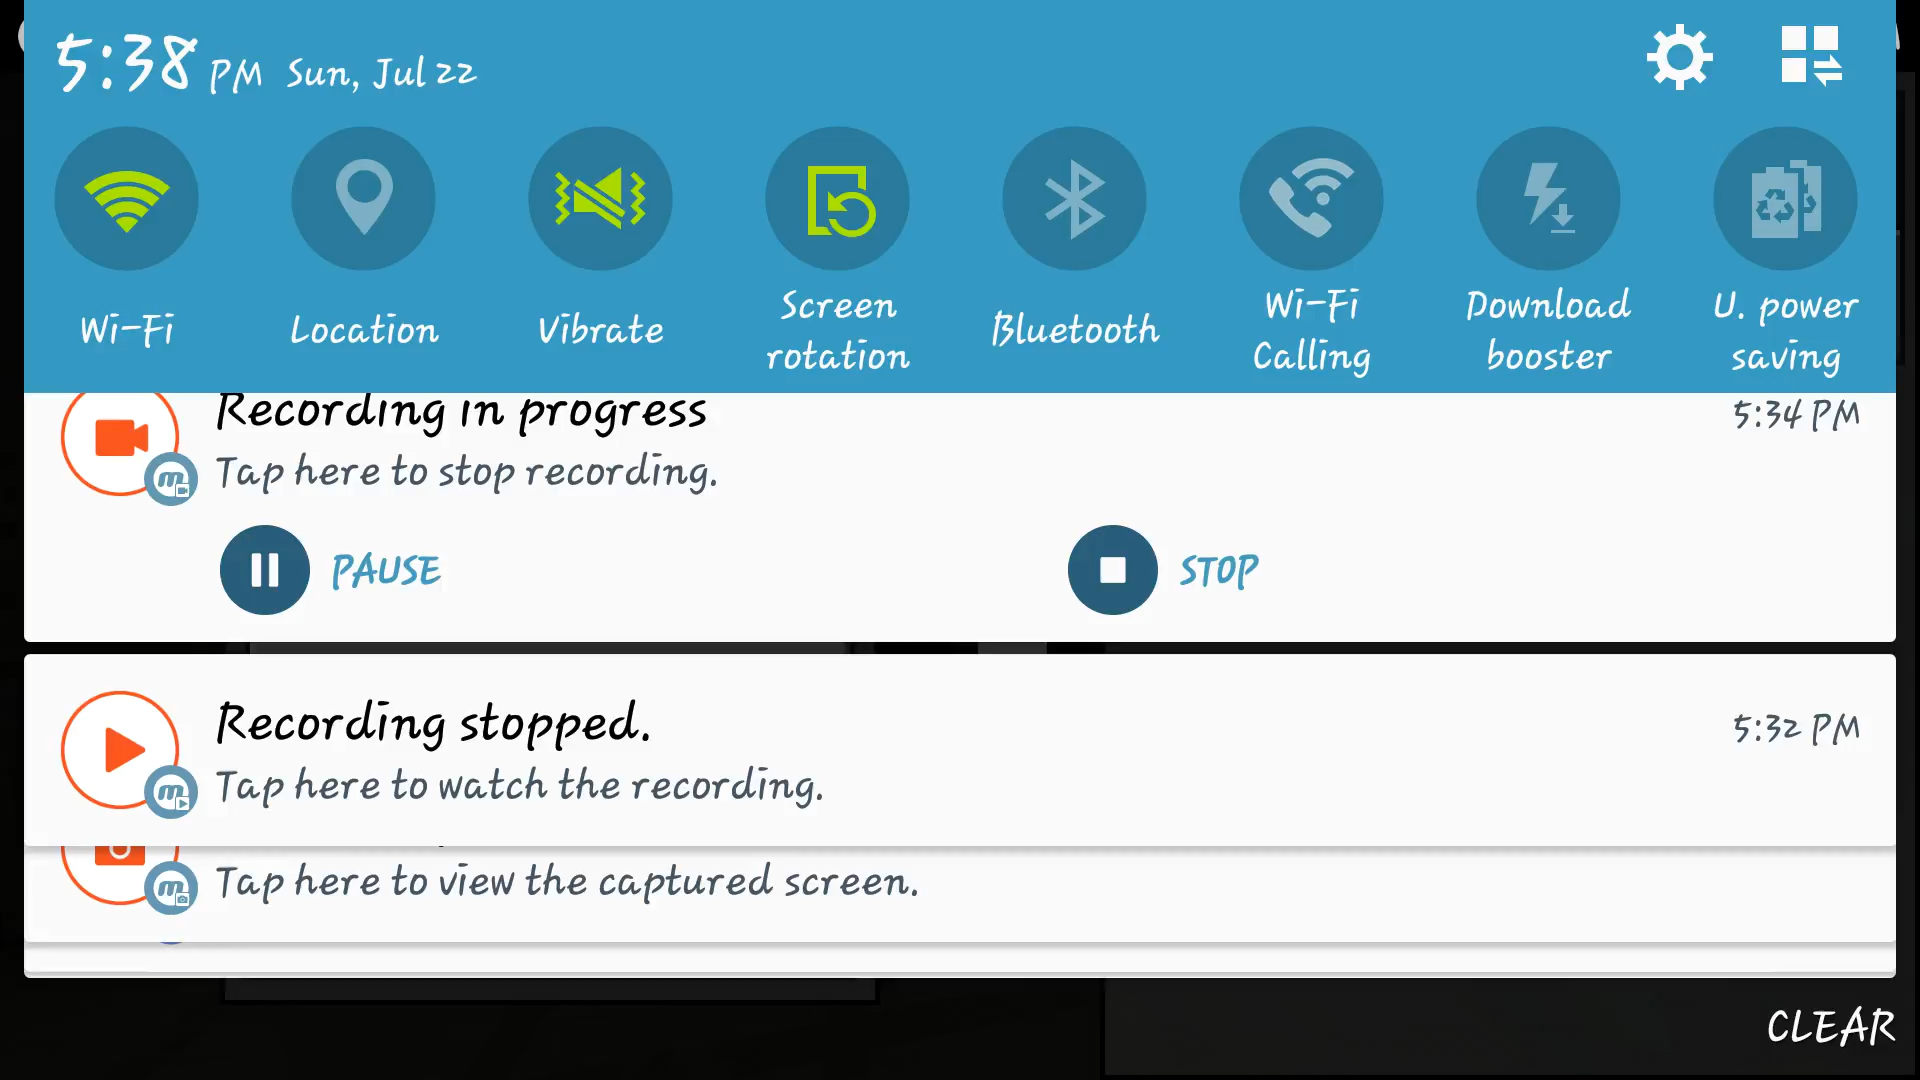 5:38 PM Sun, Jul 22
Wi-Fi
Location
Vibrate
Screen
rotation
Bluetooth
Wi-Fi
Calling
Download
booster
U. power
saving
Recording in progress 5:34 PM
Tap here to stop recording.
PAUSE STOP
Recording stopped. 5:32 PM
Tap here to watch the recording.
Tap here to view the captured screen.
CLEAR